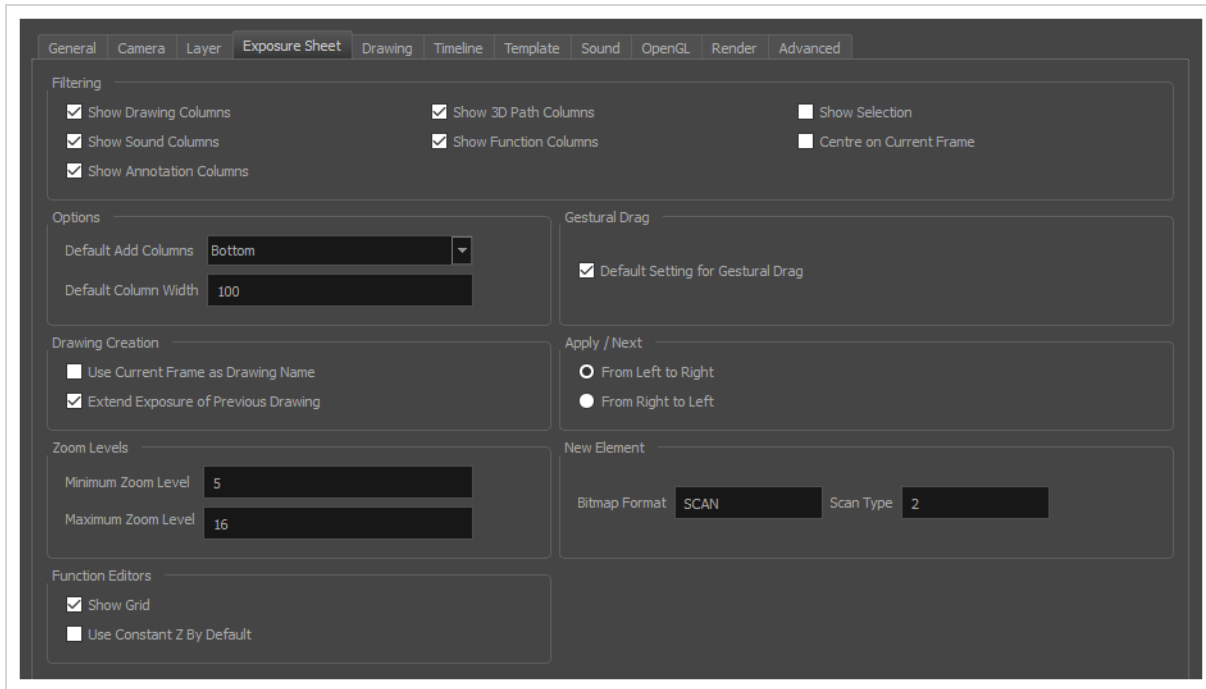 General Camera Layer Exposure Sheet Drawing Timeline Template Sound OpenGL Render Advanced
Filtering
Show Drawing Columns Show 3D Path Columns Show Selection
Show Sound Columns Show Function Columns Centre on Current Frame
Show Annotation Columns
Options
Default Add Columns Bottom
Default Column Width 100
Gestural Drag
Default Setting for Gestural Drag
Drawing Creation
Use Current Frame as Drawing Name
Extend Exposure of Previous Drawing
Apply / Next
From Left to Right
From Right to Left
Zoom Levels
Minimum Zoom Level 5
Maximum Zoom Level 16
New Element
Bitmap Format SCAN Scan Type 2
Function Editors
Show Grid
Use Constant Z By Default